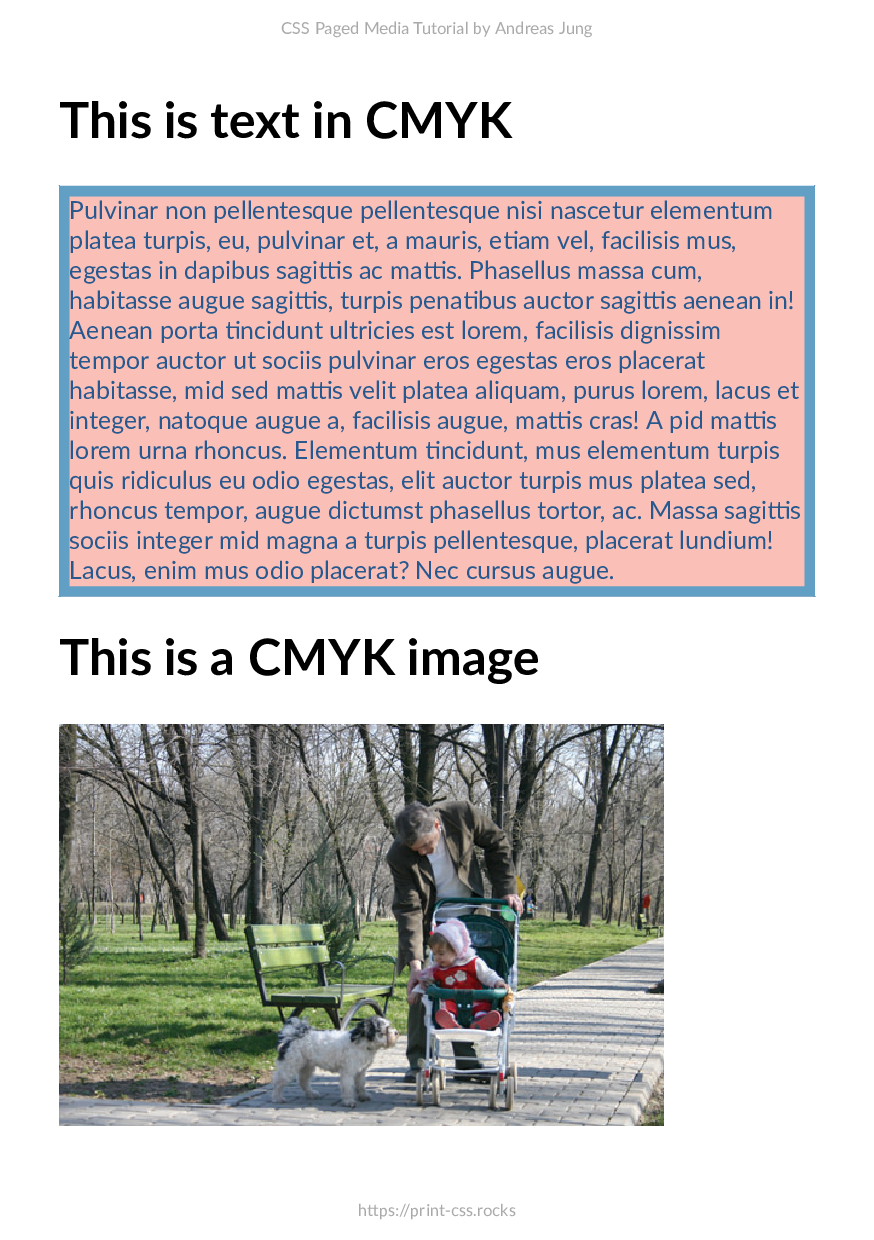 CSS Paged Media Tutorial by Andreas Jung
This is text in CMYK
Pulvinar non pellentesque pellentesque nisi nascetur elementum
platea turpis, eu, pulvinar et, a mauris, etiam vel, facilisis mus,
egestas in dapibus sagittis ac mattis. Phasellus massa cum,
habitasse augue sagittis, turpis penatibus auctor sagittis aenean in!
Aenean porta tincidunt ultricies est lorem, facilisis dignissim
tempor auctor ut sociis pulvinar eros egestas eros placerat
habitasse, mid sed mattis velit platea aliquam, purus lorem, lacus et
integer, natoque augue a, facilisis augue, mattis cras! A pid mattis
lorem urna rhoncus. Elementum tincidunt, mus elementum turpis
quis ridiculus eu odio egestas, elit auctor turpis mus platea sed,
rhoncus tempor, augue dictumst phasellus tortor, ac. Massa sagittis
sociis integer mid magna a turpis pellentesque, placerat lundium!
Lacus, enim mus odio placerat? Nec cursus augue.
This is a CMYK image
https://print-css.rocks